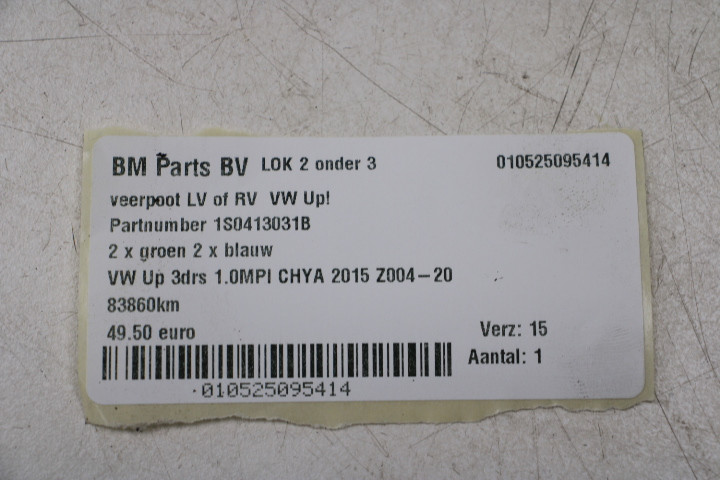 BM Parts BV LOK 2 onder 3 010525095414
veerpoot LV of RV VW Up!
Partnumber 1S0413031B
2 x groen 2 x blauw
VW Up 3drs 1.0MPI CHYA 2015 Z004-20
83860km
49.50 euro Verz: 15
Aantal: 1
010525095414